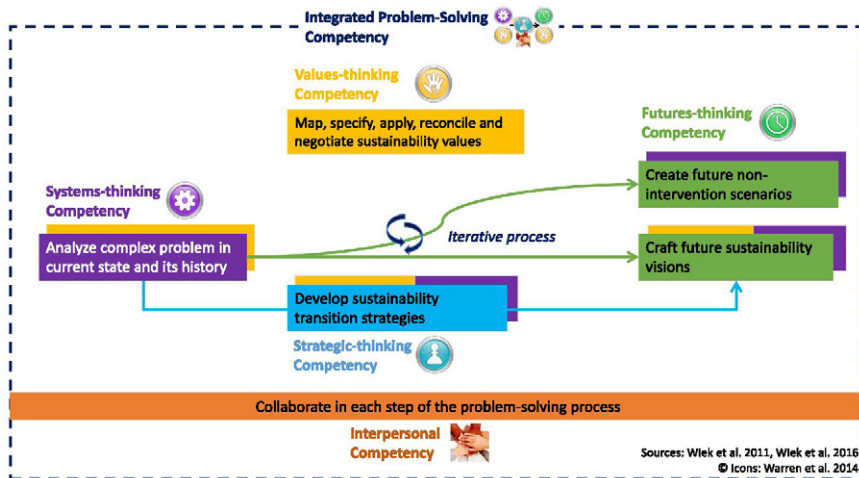 Integrated Problem-Solving
Competency
Values-thinking
Competency
Map, specify, apply, reconcile and
negotiate sustainability values
Futures-thinking
Competency
Create future non-
intervention scenarios
Systems-thinking
Competency
Analyze complex problem in
current state and its history
Iterative process
Craft future sustainability
visions
Develop sustainability
transition strategies
Strategic-thinking
Competency
Collaborate in each step of the problem-solving process
Interpersonal
Competency
Sources: Wiek et al. 2011, Wiek et al. 2016
© Icons: Warren et al. 2014